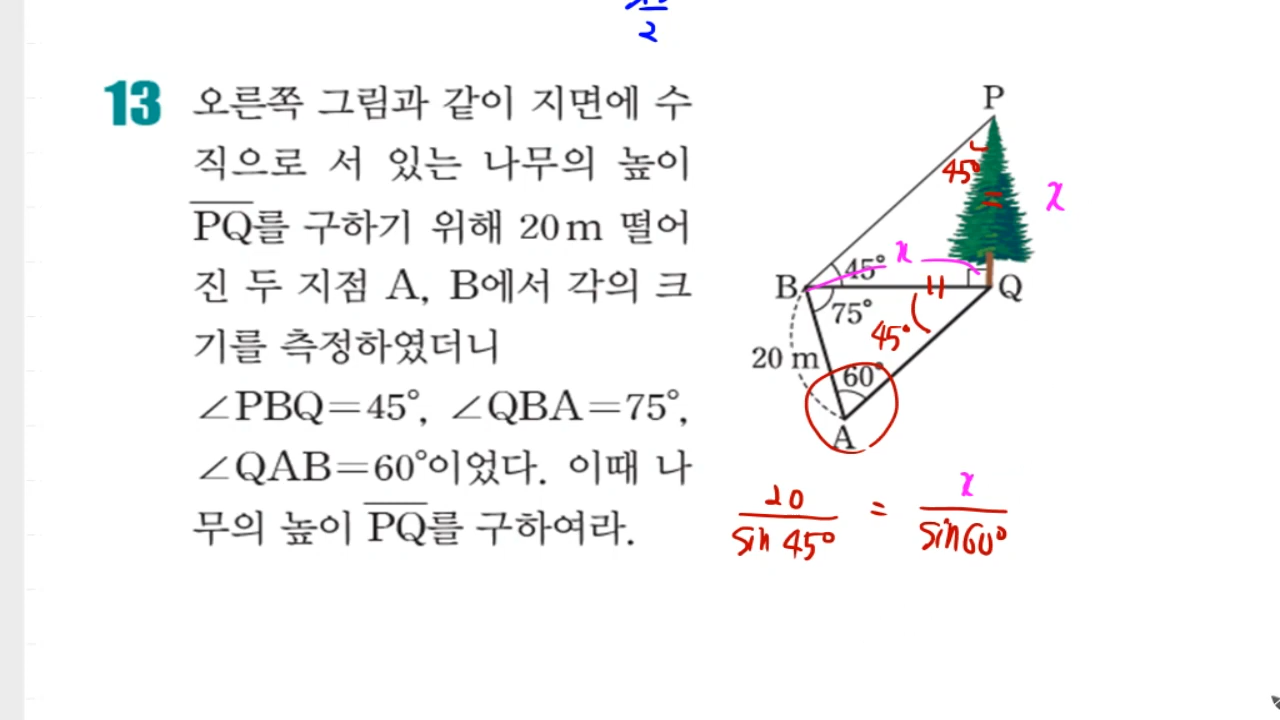 2
13 오른쪽 그림과 같이 지면에 수
직으로 서 있는 나무의 높이
PQ를 구하기 위해 20 m 떨어
진 두 지점 A, B에서 각의 크
기를 측정하였더니
∠PBQ=45°, ∠QBA=75°,
∠QAB=60°이었다. 이때 나
무의 높이 PQ를 구하여라.
P
45°
x
x
45°
B
Q
75°
45°
20 m
60°
A
20/sin 45° = x/sin 60°